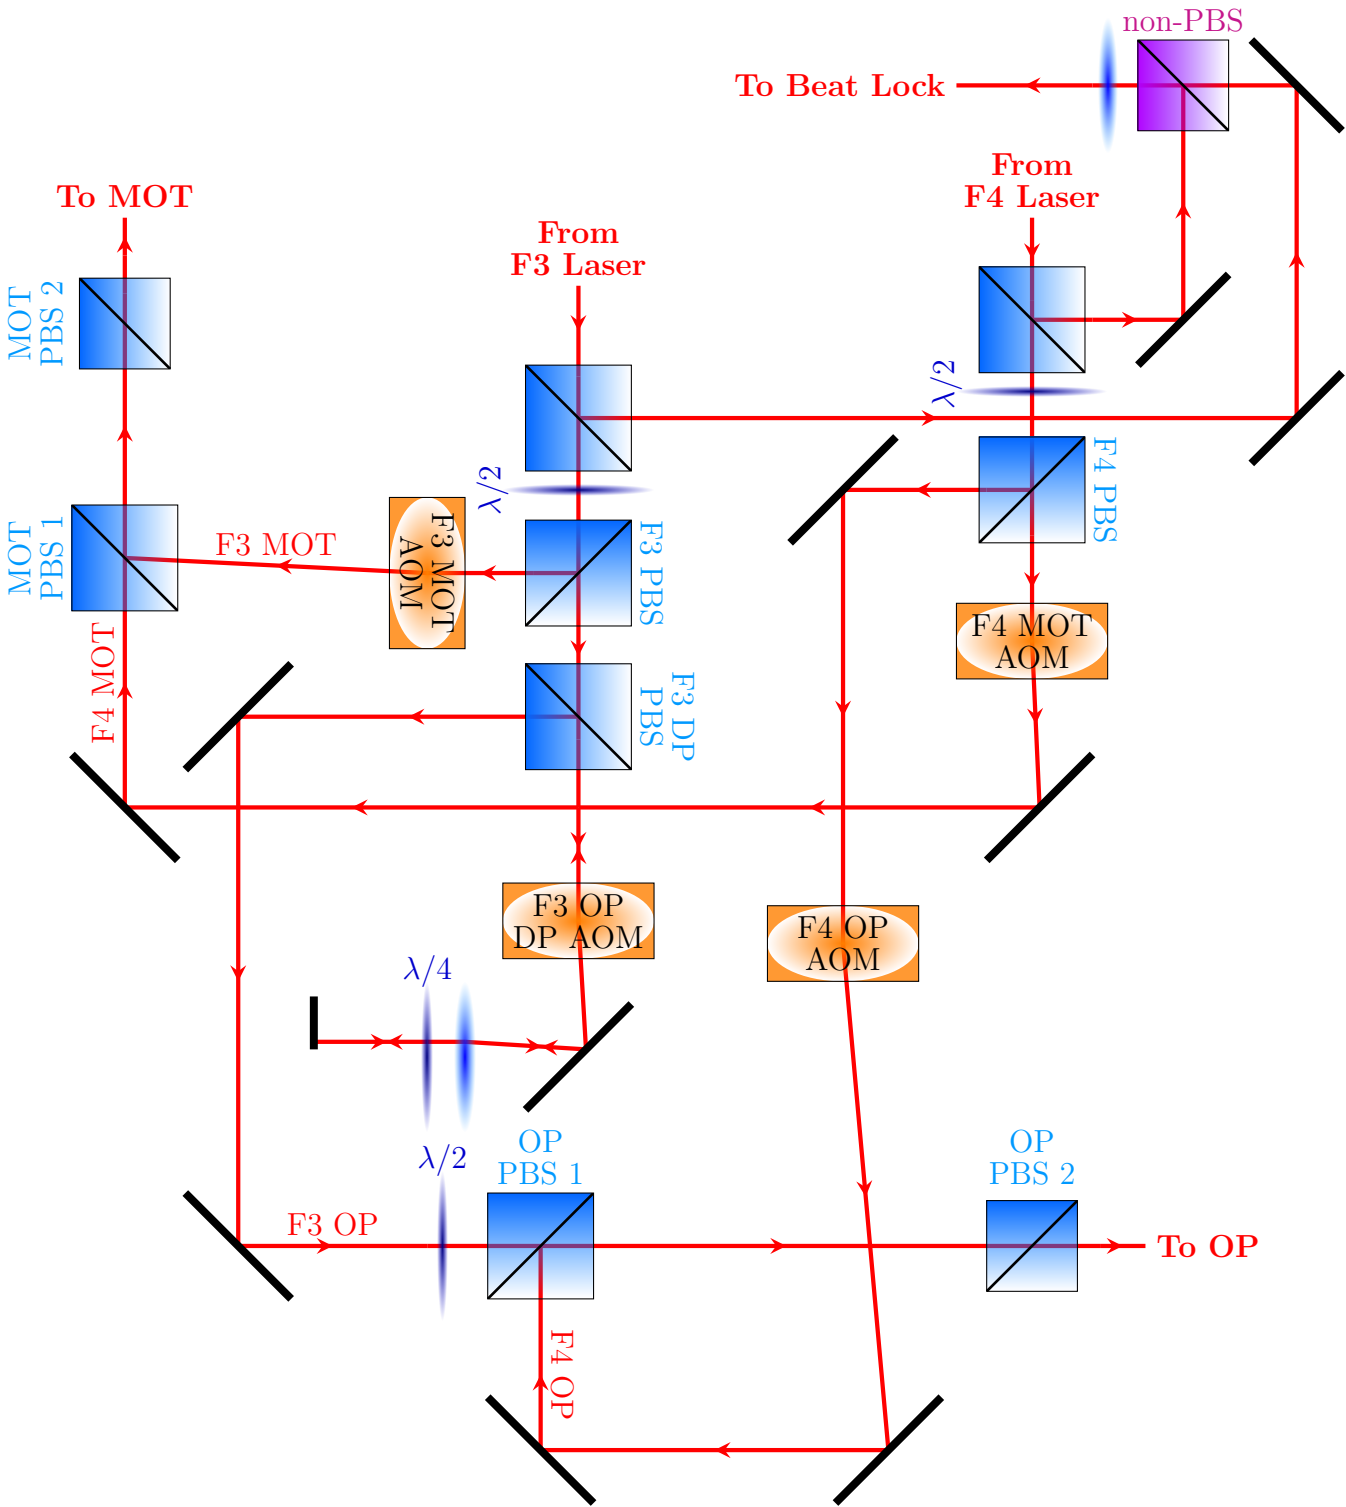 non-PBS
To Beat Lock
From
F4 Laser
To MOT
From
F3 Laser
MOT
PBS 2
λ/2
F4 PBS
λ/2
MOT
PBS 1
F3 MOT
F3 MOT
AOM
F3 PBS
F4 MOT
AOM
F4 MOT
F3 DP
PBS
F3 OP
DP AOM
F4 OP
AOM
λ/4
λ/2
OP
PBS 1
OP
PBS 2
F3 OP
To OP
F4 OP